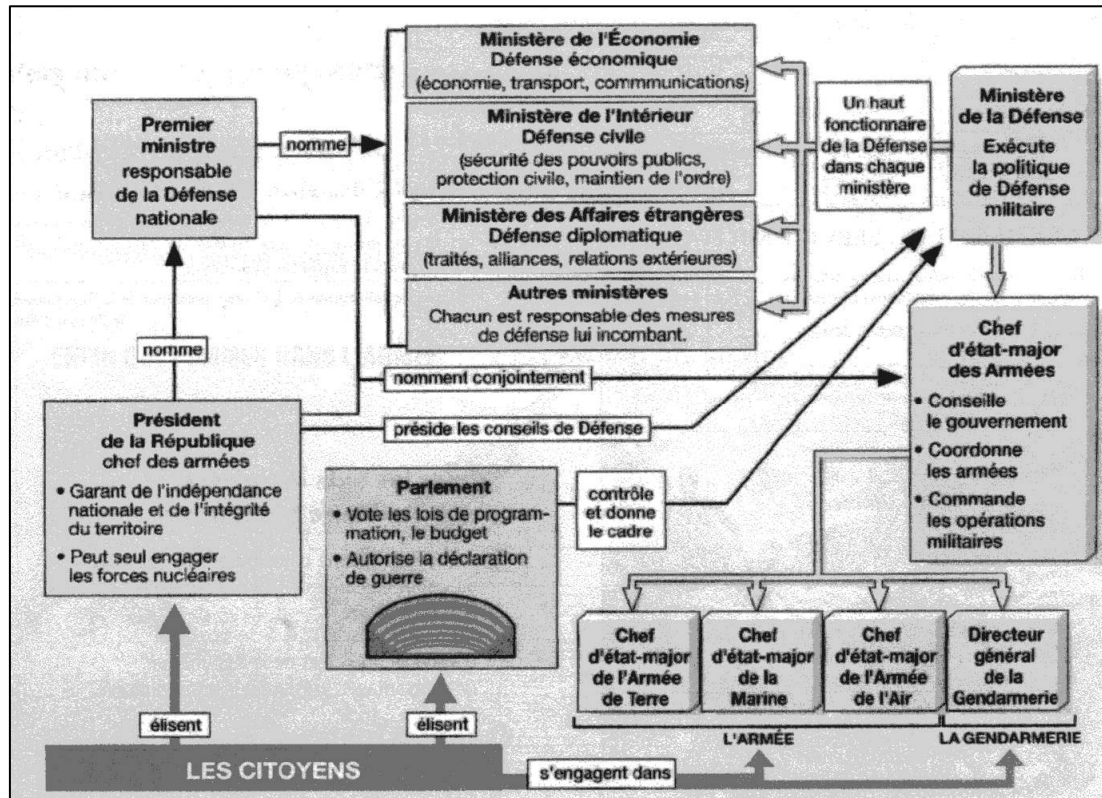 Premier
ministre
responsable
de la Défense
nationale
nomme
Ministère de l'Économie
Défense économique
(économie, transport, commmunications)
Ministère de l'Intérieur
Défense civile
(sécurité des pouvoirs publics,
protection civile, maintien de l'ordre)
Ministère des Affaires étrangères
Défense diplomatique
(traités, alliances, relations extérieures)
Autres ministères
Chacun est responsable des mesures
de défense lui incombant.
Un haut
fonctionnaire
de la Défense
dans chaque
ministère
Ministère
de la Défense
Exécute
la politique
de Défense
militaire
nomme
nomment conjointement
préside les conseils de Défense
Chef
d'état-major
des Armées
• Conseille
le gouvernement
• Coordonne
les armées
• Commande
les opérations
militaires
Président
de la République
chef des armées
• Garant de l'indépendance
nationale et de l'intégrité
du territoire
• Peut seul engager
les forces nucléaires
Parlement
• Vote les lois de program-
mation, le budget
• Autorise la déclaration
de guerre
contrôle
et donne
le cadre
Chef
d'état-major
de l'Armée
de Terre
Chef
d'état-major
de la
Marine
Chef
d'état-major
de l'Armée
de l'Air
Directeur
général
de la
Gendarmerie
élisent
élisent
L'ARMÉE
LA GENDARMERIE
LES CITOYENS
s'engagent dans